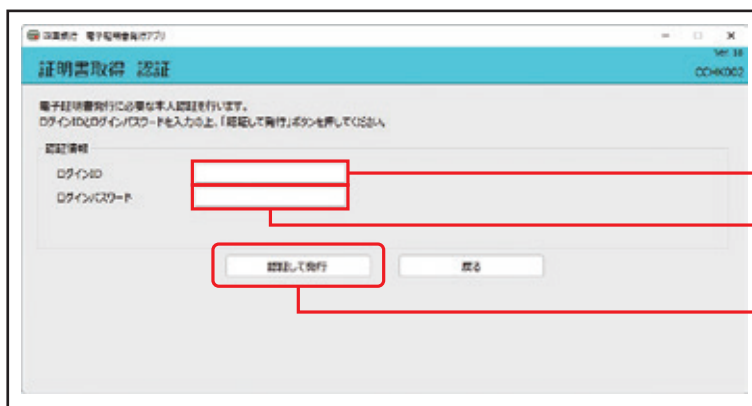 電子証明書発行アプリ
証明書取得 認証
CCHK002
電子証明書発行に必要な本人認証を行います。
ログインIDとログインパスワードを入力の上、「認証して発行」ボタンを押してください。
認証情報
ログインID
ログインパスワード
認証して発行
戻る